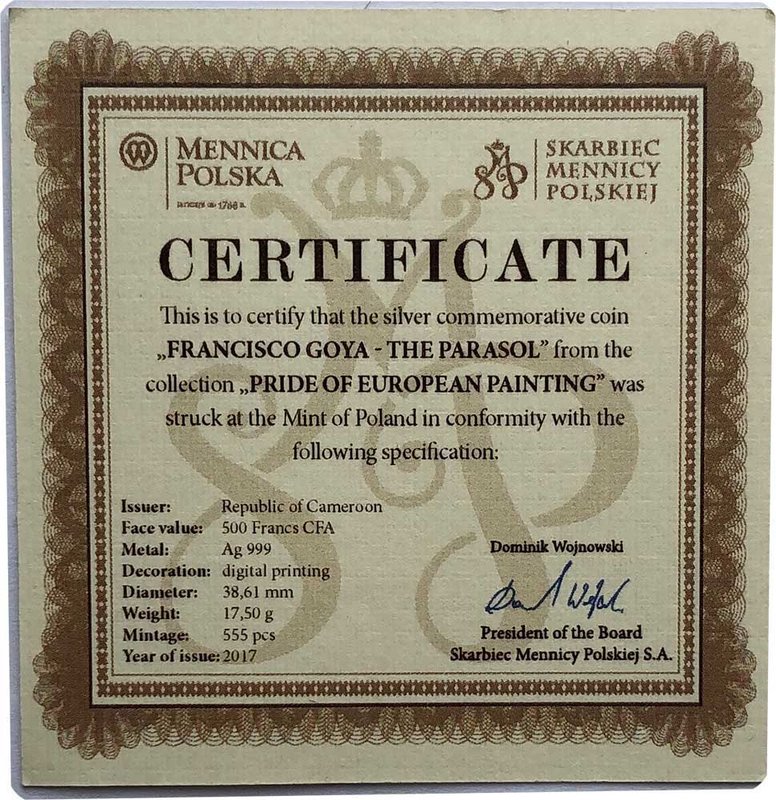 MENNICA
POLSKA
SKARBIEC
MENNICY
POLSKIEJ
CERTIFICATE
This is to certify that the silver commemorative coin
„FRANCISCO GOYA - THE PARASOL” from the
collection „PRIDE OF EUROPEAN PAINTING” was
struck at the Mint of Poland in conformity with the
following specification:
Issuer: Republic of Cameroon
Face value: 500 Francs CFA
Metal: Ag 999
Decoration: digital printing
Diameter: 38,61 mm
Weight: 17,50 g
Mintage: 555 pcs
Year of issue: 2017
Dominik Wojnowski
President of the Board
Skarbiec Mennicy Polskiej S.A.